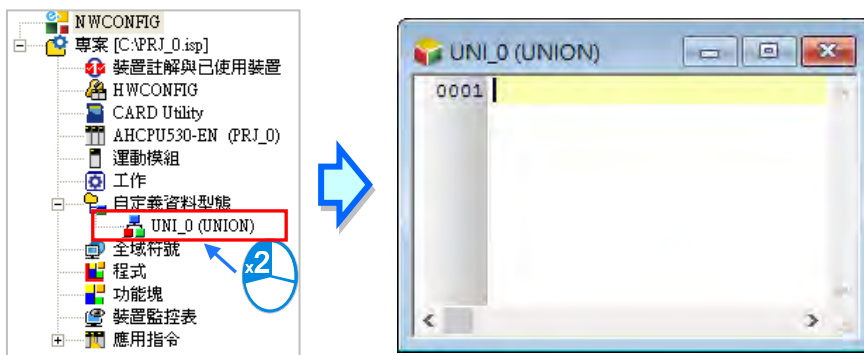 NWCONFIG
專案 [C:\PRJ_0.isp]
裝置註解與已使用裝置
HWCONFIG
CARD Utility
AHCPU530-EN (PRJ_0)
運動模組
工作
自定義資料型態
UNI_0 (UNION)
全域符號
程式
功能塊
裝置監控表
應用指令
x2
UNI_0 (UNION)
0001